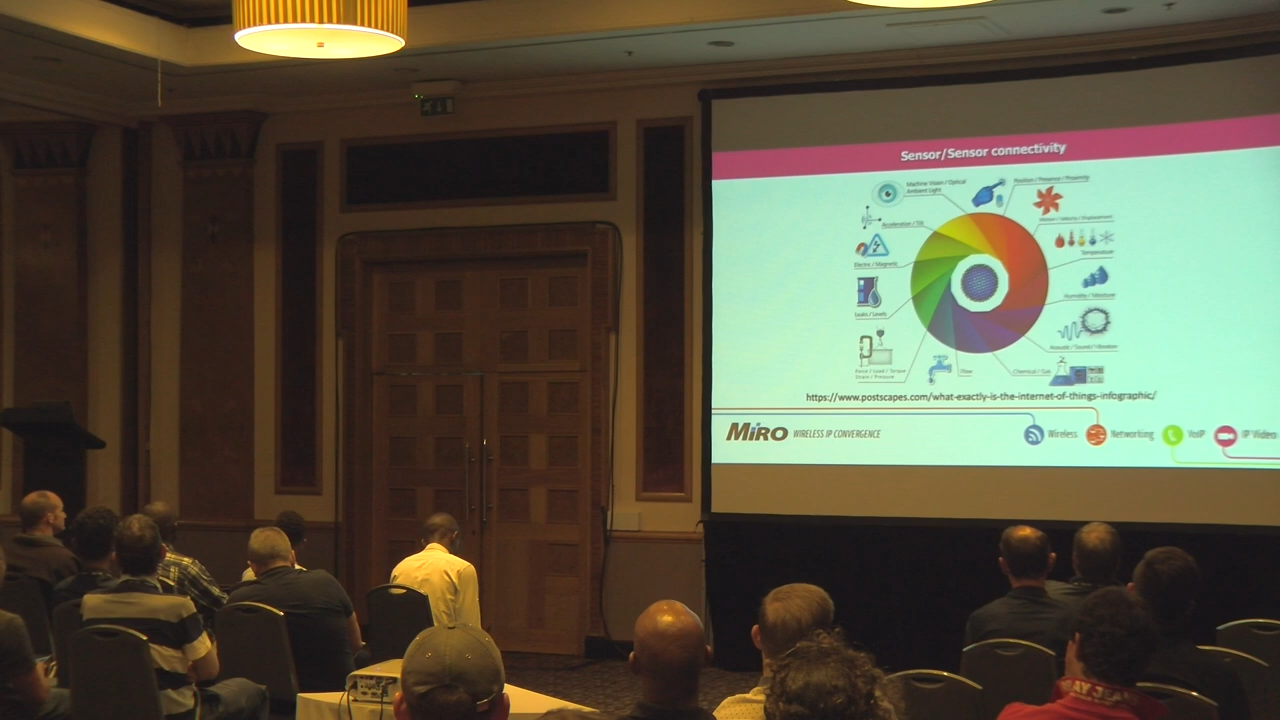 Sensor/Sensor connectivity
Machine Vision / Optical
Ambient Light
Position / Presence / Proximity
Acceleration / Tilt
Motion / Velocity / Displacement
Electric / Magnetic
Temperature
Leaks / Levels
Humidity / Moisture
Acoustic / Sound / Vibration
Force / Load / Torque
Strain / Pressure
Flow
Chemical / Gas
https://www.postscapes.com/what-exactly-is-the-internet-of-things-infographic/
MiRO WIRELESS IP CONVERGENCE
Wireless
Networking
VoIP
IP Video